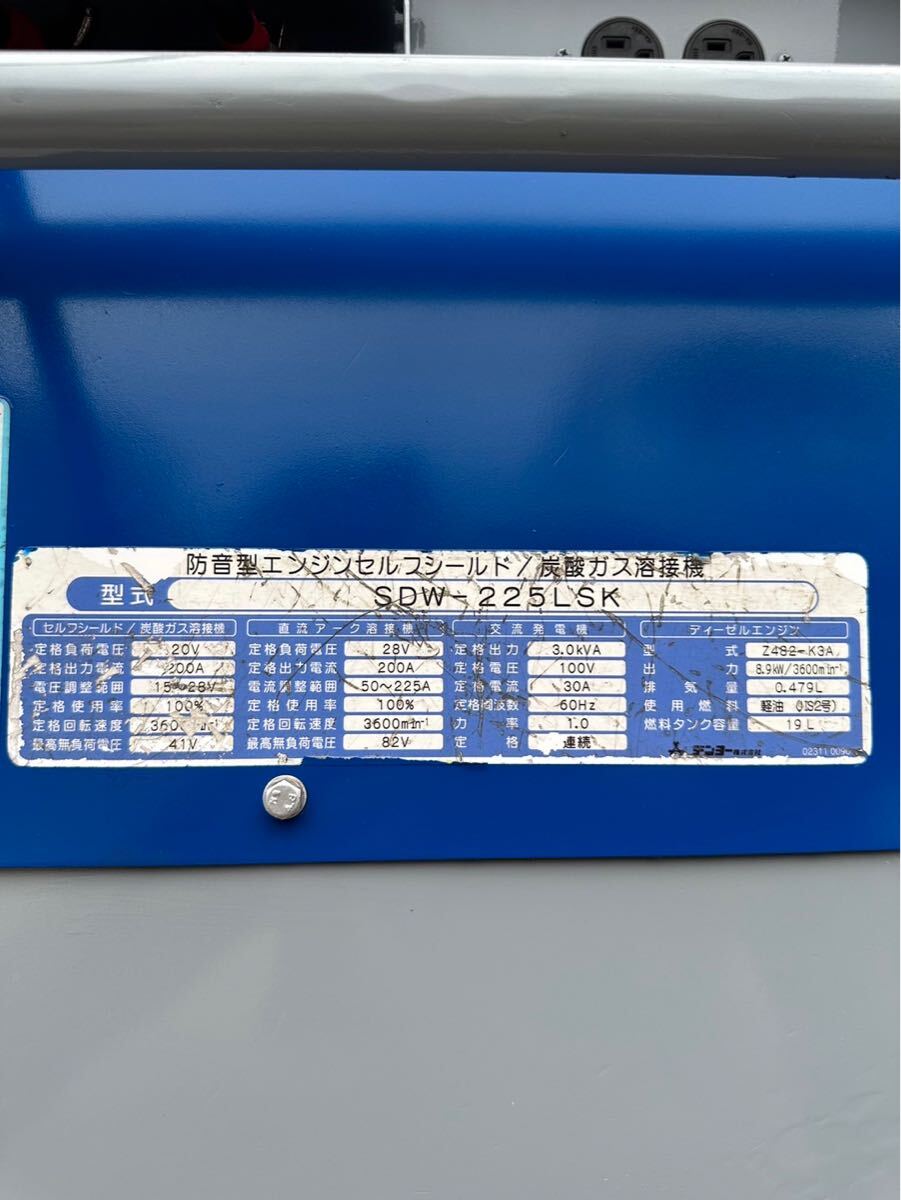 防音型エンジンセルフシールド/炭酸ガス溶接機
型式 SDW-225LSK
セルフシールド/炭酸ガス溶接機
定格負荷電圧 20V
定格出力電流 200A
電圧調整範囲 15~28V
定格使用率 100%
定格回転速度 3600min⁻¹
最高無負荷電圧 41V
直流アーク溶接機
定格負荷電圧 28V
定格出力電流 200A
電流調整範囲 50~225A
定格使用率 100%
定格回転速度 3600min⁻¹
最高無負荷電圧 82V
交流発電機
定格出力 3.0kVA
定格電圧 100V
定格電流 30A
定格周波数 60Hz
力率 1.0
定格 連続
ディーゼルエンジン
型式 Z482-K3A
出力 8.9kW/3600min⁻¹
排気量 0.479L
使用燃料 軽油 (JIS2号)
燃料タンク容量 19L
デンヨー株式会社